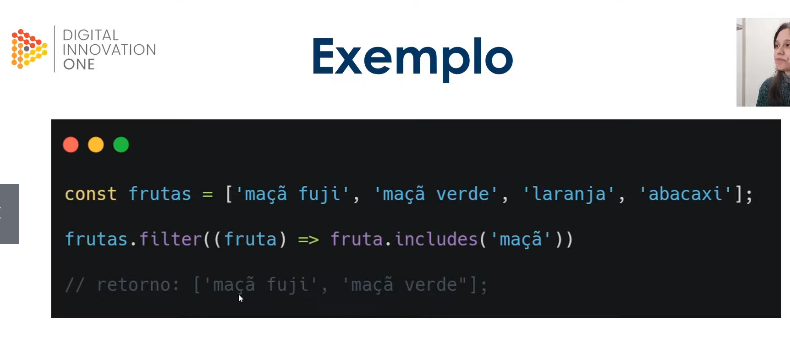 DIGITAL
INNOVATION
ONE
Exemplo
const frutas = ['maçã fuji', 'maçã verde', 'laranja', 'abacaxi'];
frutas.filter((fruta) => fruta.includes('maçã'))
// retorno: ['maçã fuji', 'maçã verde"];